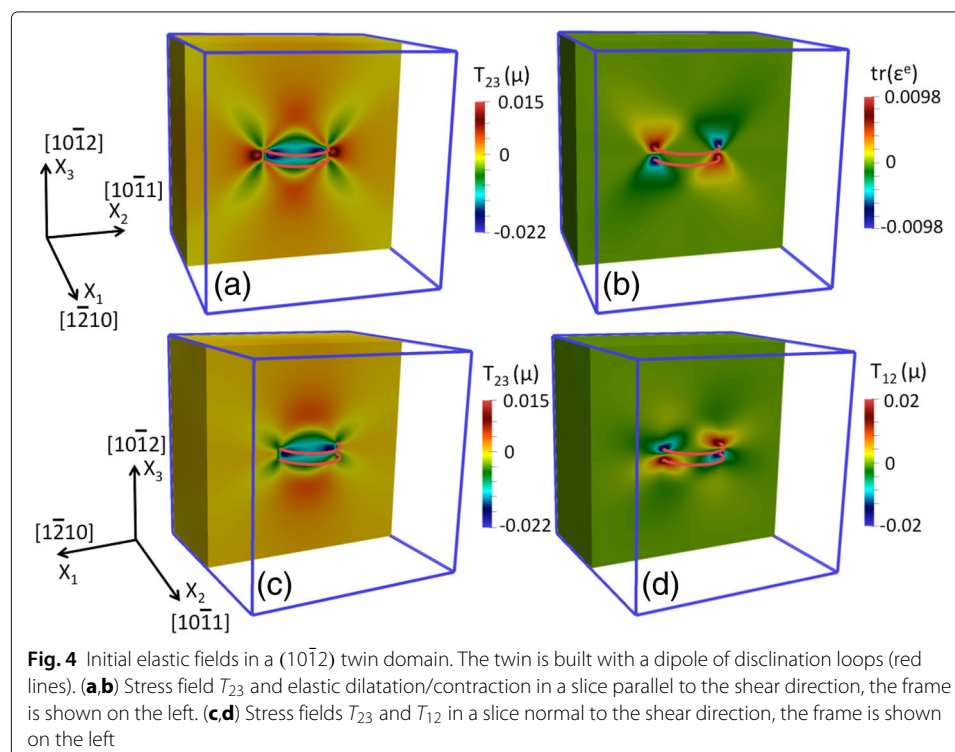 T₂₃ (μ)
0.015
0
-0.022
(a)
tr(εᵉ)
0.0098
0
-0.0098
(b)
[101̅2]
X₃
[101̅1]
X₂
X₁
[12̅10]
T₂₃ (μ)
0.015
0
-0.022
(c)
T₁₂ (μ)
0.02
0
-0.02
(d)
[101̅2]
X₃
[12̅10]
X₁
X₂
[101̅1]
Fig. 4 Initial elastic fields in a (101̅2) twin domain. The twin is built with a dipole of disclination loops (red
lines). (a,b) Stress field T₂₃ and elastic dilatation/contraction in a slice parallel to the shear direction, the frame
is shown on the left. (c,d) Stress fields T₂₃ and T₁₂ in a slice normal to the shear direction, the frame is shown
on the left